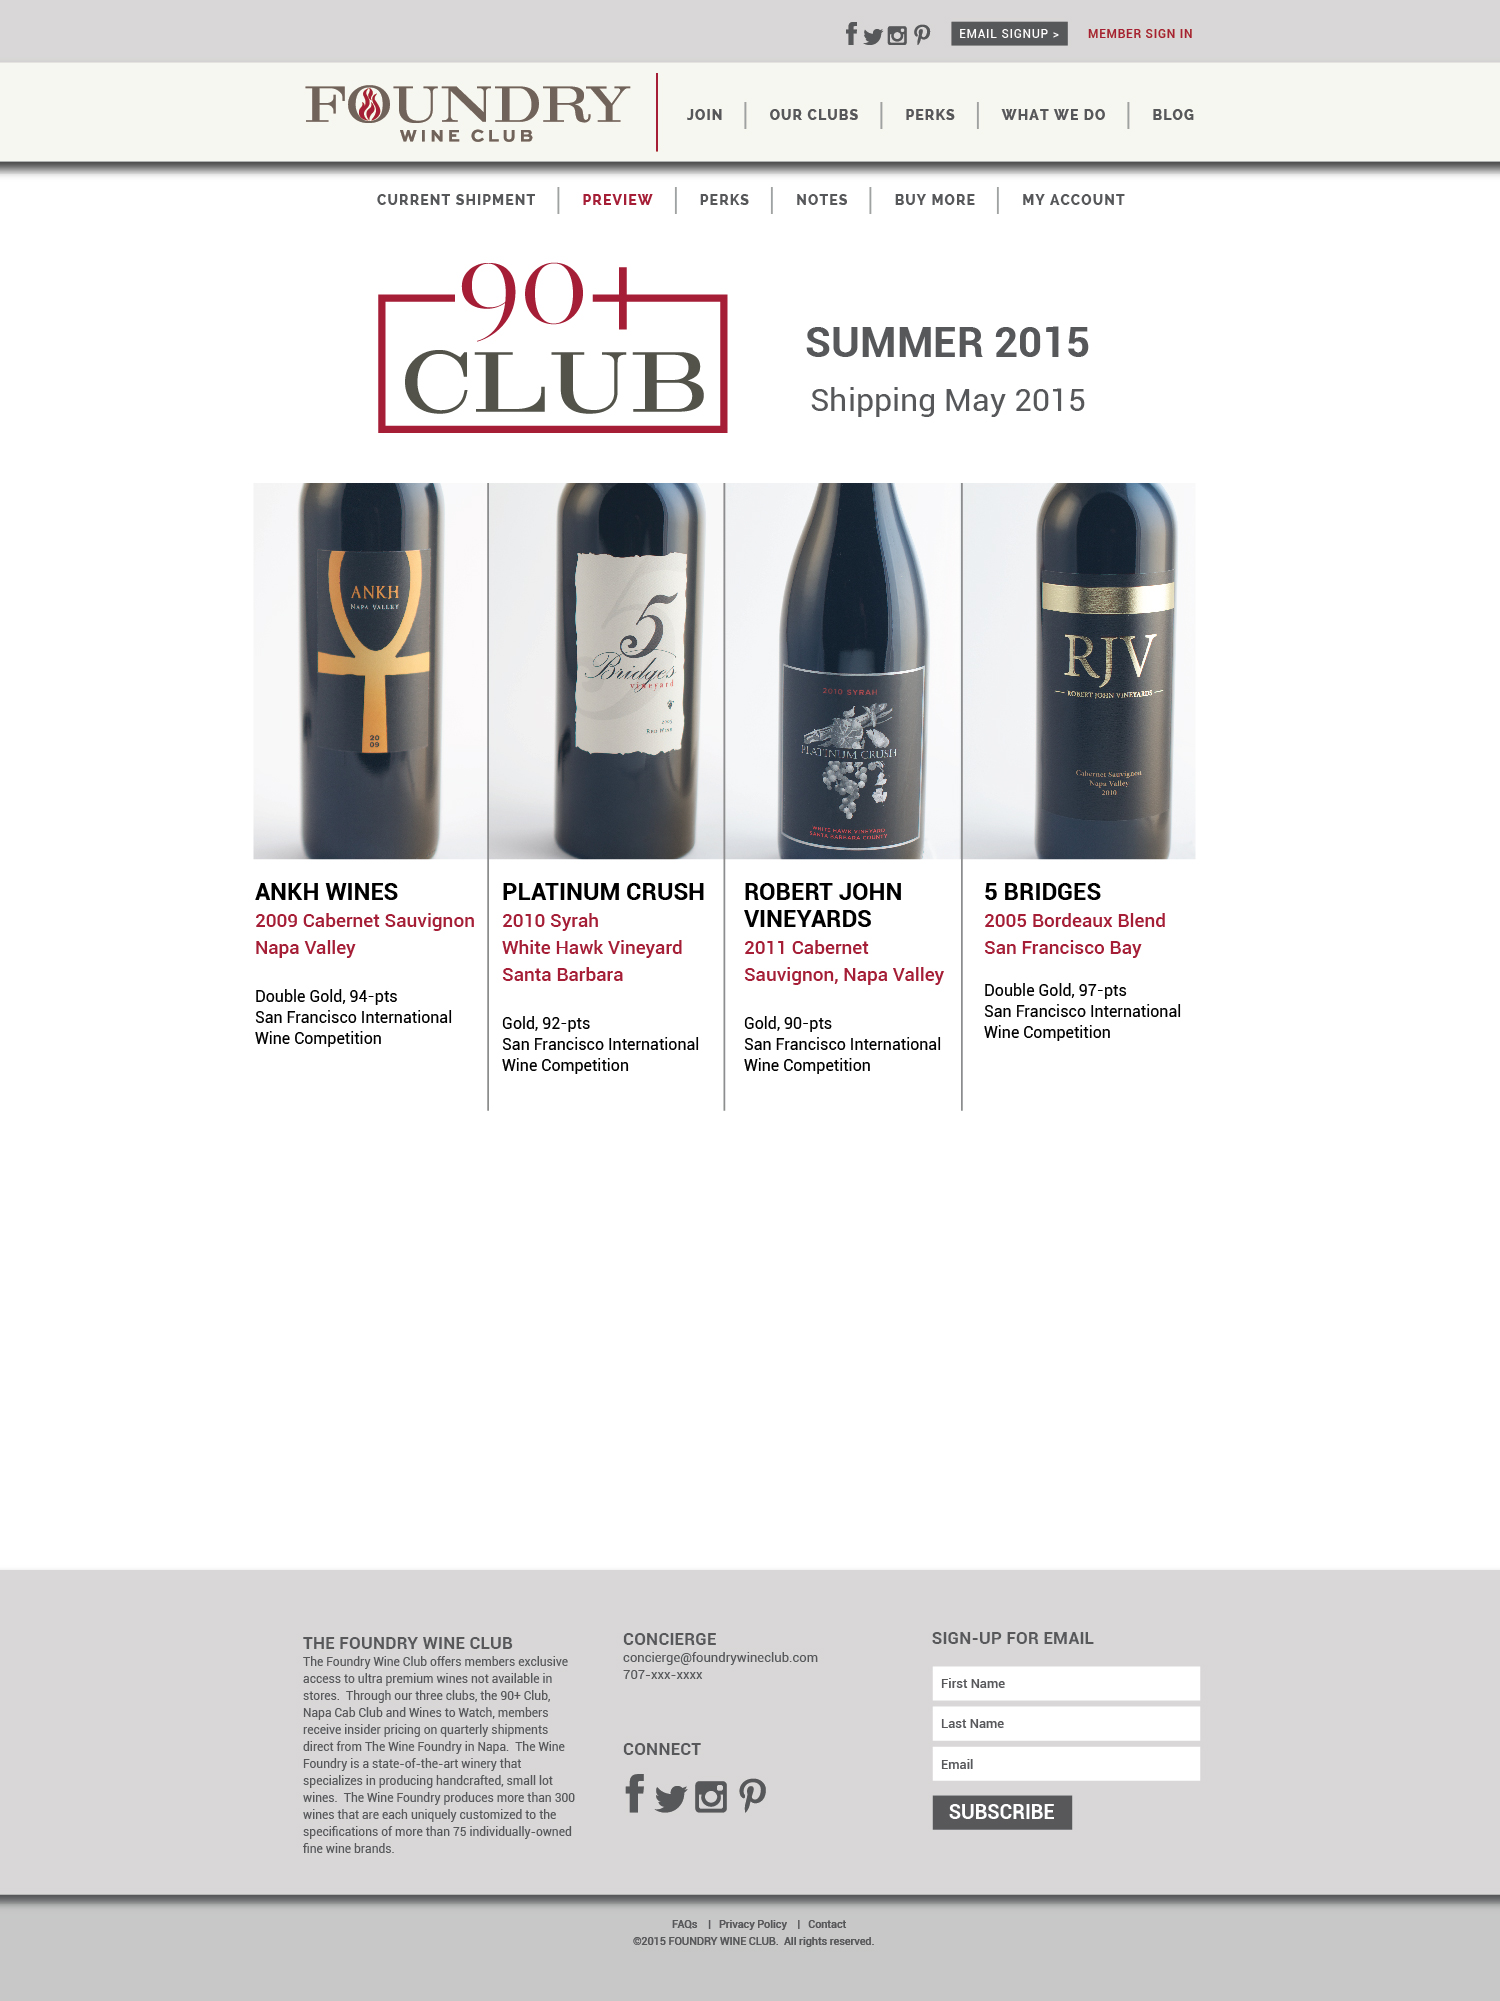 EMAIL SIGNUP >
MEMBER SIGN IN
FOUNDRY
WINE CLUB
JOIN | OUR CLUBS | PERKS | WHAT WE DO | BLOG
CURRENT SHIPMENT | PREVIEW | PERKS | NOTES | BUY MORE | MY ACCOUNT
90+
CLUB
SUMMER 2015
Shipping May 2015
ANKH
NAPA VALLEY
20
09
5
Bridges
vineyard
2005
RED WINE
2010 SYRAH
PLATINUM CRUSH
WHITE HAWK VINEYARD
SANTA BARBARA COUNTY
RJV
ROBERT JOHN VINEYARDS
Cabernet Sauvignon
Napa Valley
2010
ANKH WINES
2009 Cabernet Sauvignon
Napa Valley
Double Gold, 94-pts
San Francisco International
Wine Competition
PLATINUM CRUSH
2010 Syrah
White Hawk Vineyard
Santa Barbara
Gold, 92-pts
San Francisco International
Wine Competition
ROBERT JOHN
VINEYARDS
2011 Cabernet
Sauvignon, Napa Valley
Gold, 90-pts
San Francisco International
Wine Competition
5 BRIDGES
2005 Bordeaux Blend
San Francisco Bay
Double Gold, 97-pts
San Francisco International
Wine Competition
THE FOUNDRY WINE CLUB
The Foundry Wine Club offers members exclusive
access to ultra premium wines not available in
stores.  Through our three clubs, the 90+ Club,
Napa Cab Club and Wines to Watch, members
receive insider pricing on quarterly shipments
direct from The Wine Foundry in Napa.  The Wine
Foundry is a state-of-the-art winery that
specializes in producing handcrafted, small lot
wines.  The Wine Foundry produces more than 300
wines that are each uniquely customized to the
specifications of more than 75 individually-owned
fine wine brands.
CONCIERGE
concierge@foundrywineclub.com
707-xxx-xxxx
CONNECT
SIGN-UP FOR EMAIL
First Name
Last Name
Email
SUBSCRIBE
FAQs | Privacy Policy | Contact
©2015 FOUNDRY WINE CLUB.  All rights reserved.